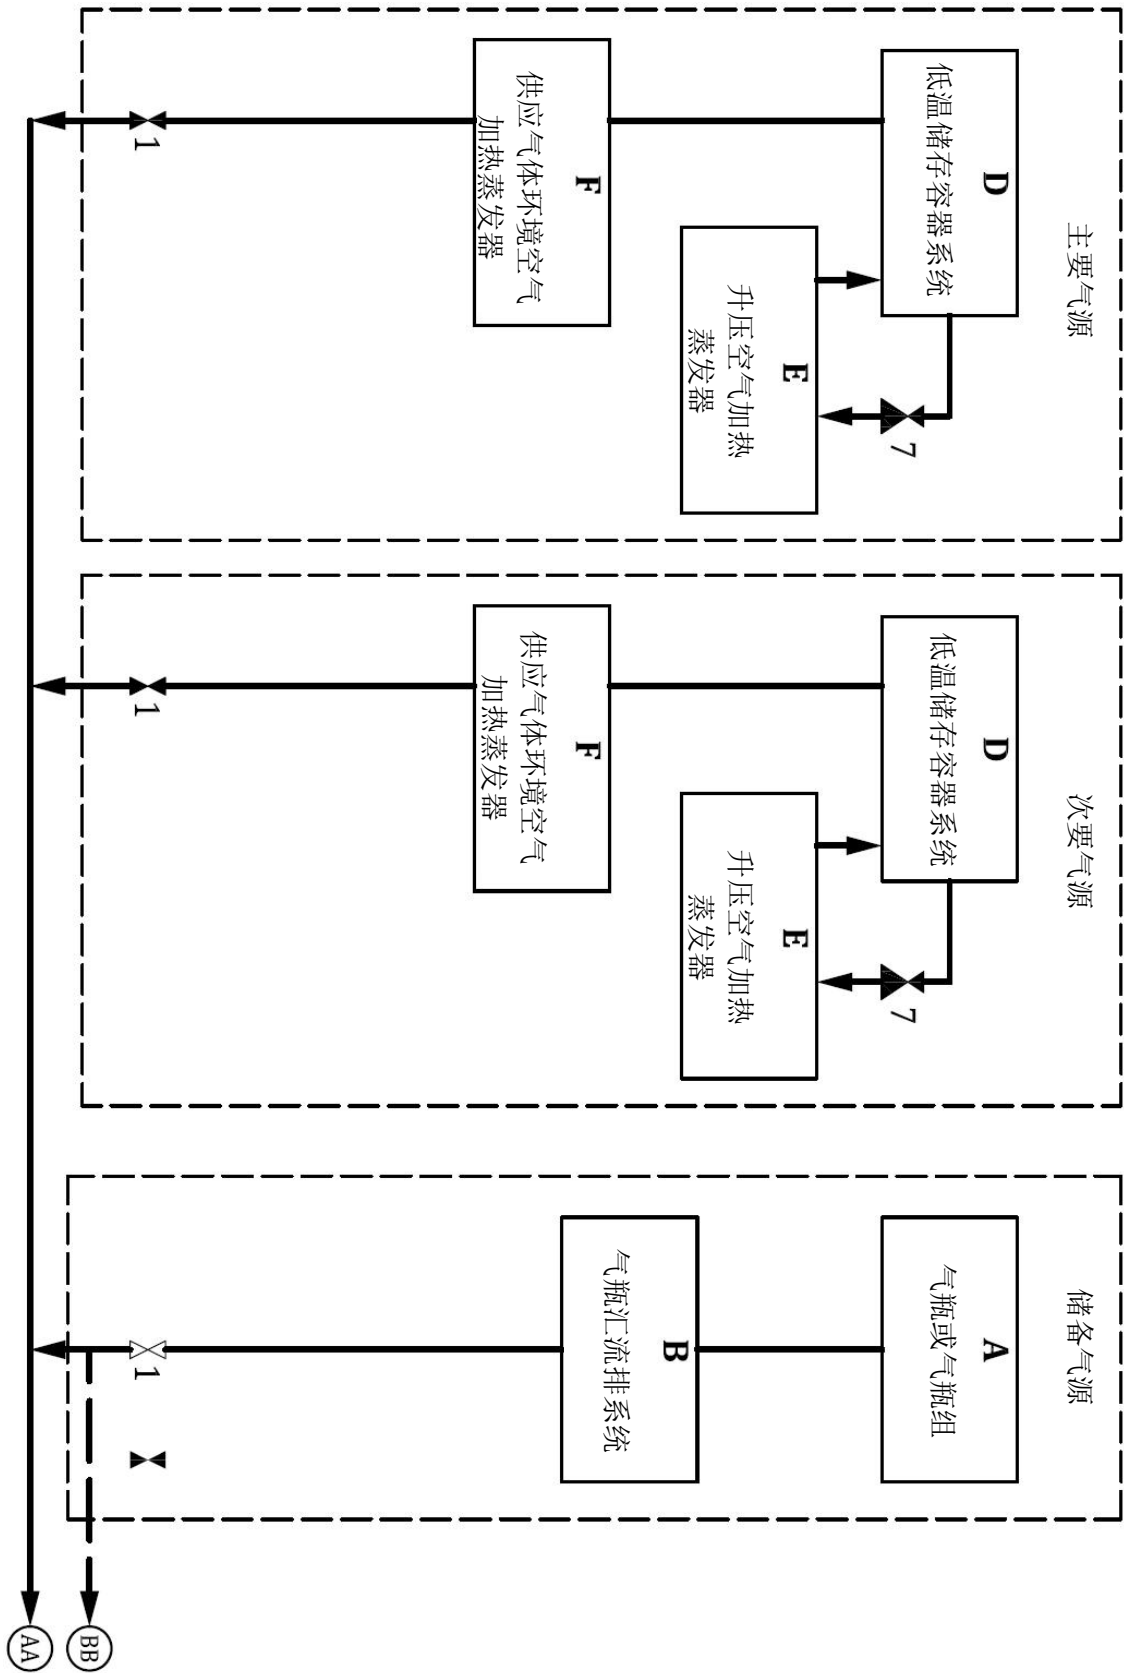 主要气源
D
低温储存容器系统
7
E
升压空气加热
蒸发器
F
供应气体环境空气
加热蒸发器
1
次要气源
D
低温储存容器系统
7
E
升压空气加热
蒸发器
F
供应气体环境空气
加热蒸发器
1
储备气源
A
气瓶或气瓶组
B
气瓶汇流排系统
1
BB
AA